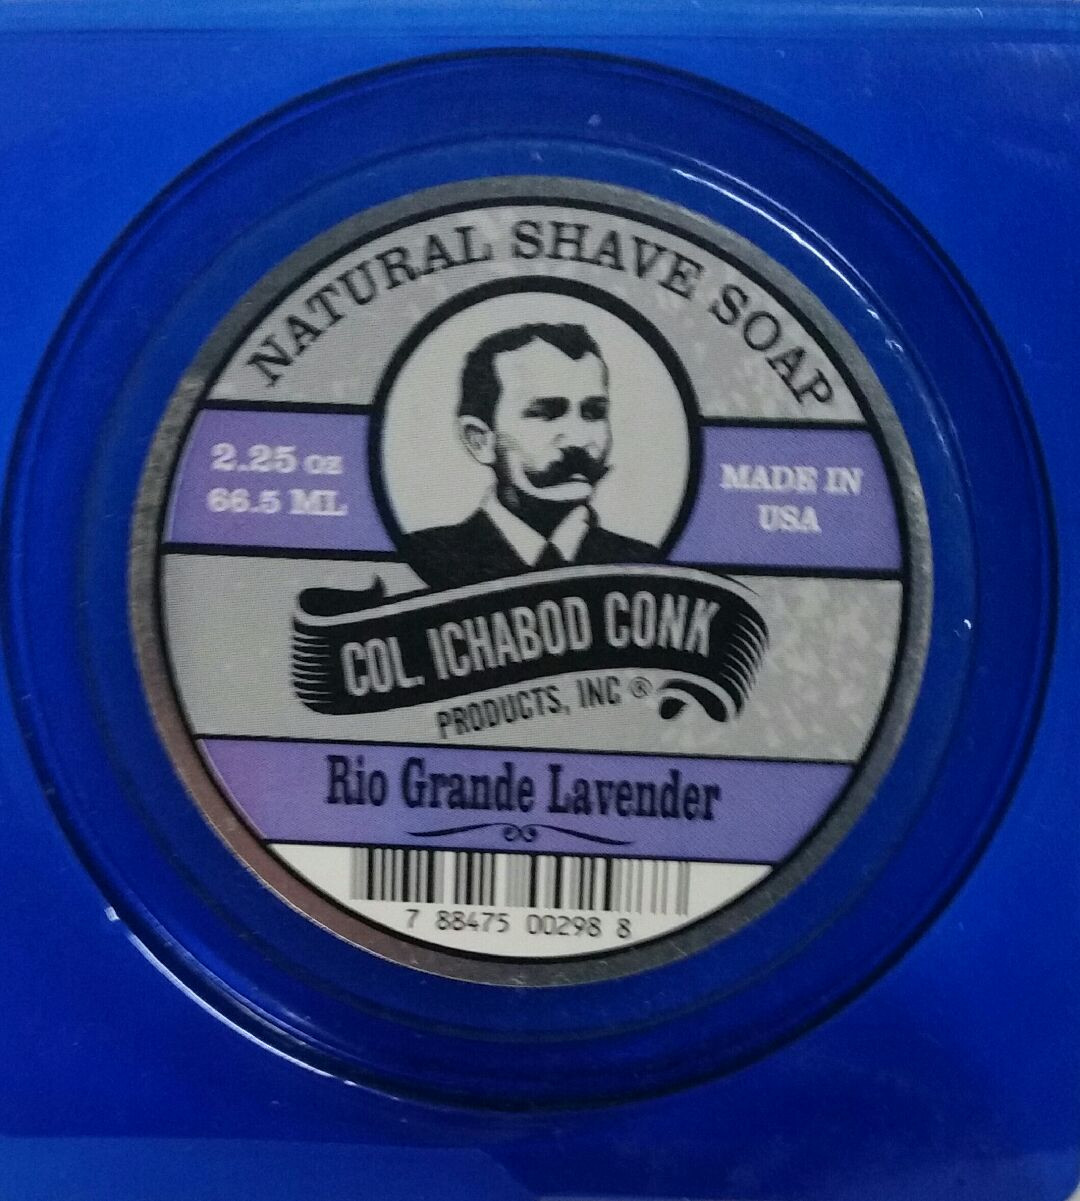 NATURAL SHAVE SOAP
2.25 oz
66.5 ML
MADE IN
USA
COL. ICHABOD CONK
PRODUCTS, INC ®
Rio Grande Lavender
7 88475 00298 8